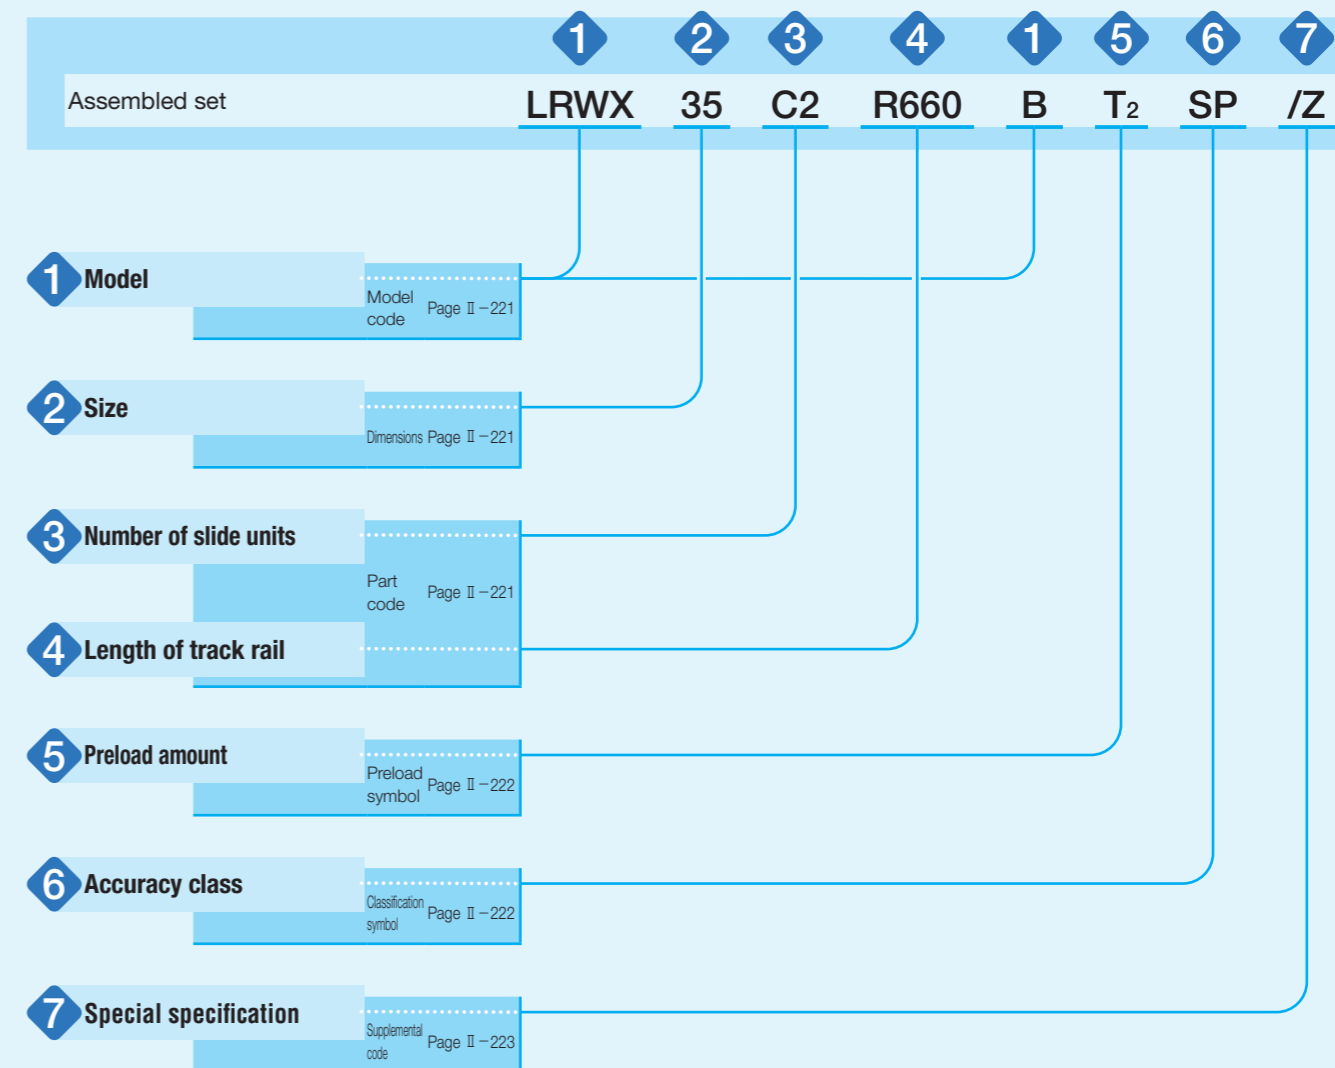 1 2 3 4 1 5 6 7
Assembled set LRWX 35 C2 R660 B T2 SP /Z
1 Model
Model code Page Ⅱ－221
2 Size
Dimensions Page Ⅱ－221
3 Number of slide units
Part code Page Ⅱ－221
4 Length of track rail
5 Preload amount
Preload symbol Page Ⅱ－222
6 Accuracy class
Classification symbol Page Ⅱ－222
7 Special specification
Supplemental code Page Ⅱ－223